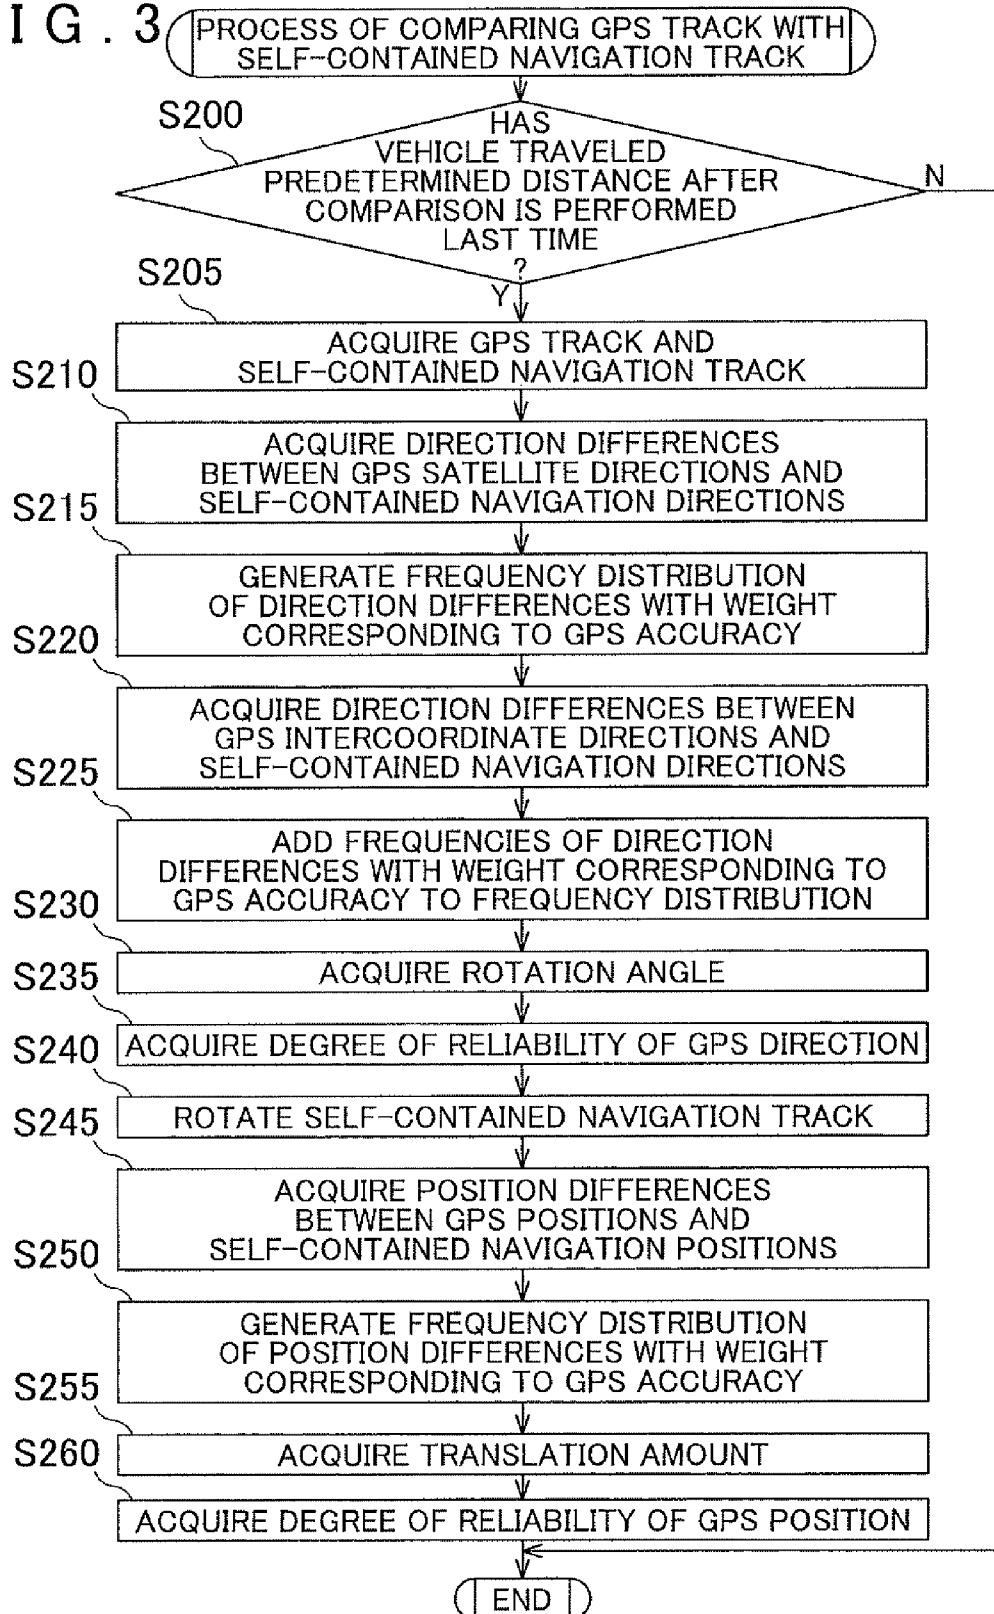 IG.3
PROCESS OF COMPARING GPS TRACK WITH
SELF-CONTAINED NAVIGATION TRACK
S200
HAS
VEHICLE TRAVELED
PREDETERMINED DISTANCE AFTER
COMPARISON IS PERFORMED
LAST TIME
?
N
Y
S205
ACQUIRE GPS TRACK AND
SELF-CONTAINED NAVIGATION TRACK
S210
ACQUIRE DIRECTION DIFFERENCES
BETWEEN GPS SATELLITE DIRECTIONS AND
SELF-CONTAINED NAVIGATION DIRECTIONS
S215
GENERATE FREQUENCY DISTRIBUTION
OF DIRECTION DIFFERENCES WITH WEIGHT
CORRESPONDING TO GPS ACCURACY
S220
ACQUIRE DIRECTION DIFFERENCES BETWEEN
GPS INTERCOORDINATE DIRECTIONS AND
SELF-CONTAINED NAVIGATION DIRECTIONS
S225
ADD FREQUENCIES OF DIRECTION
DIFFERENCES WITH WEIGHT CORRESPONDING TO
GPS ACCURACY TO FREQUENCY DISTRIBUTION
S230
ACQUIRE ROTATION ANGLE
S235
ACQUIRE DEGREE OF RELIABILITY OF GPS DIRECTION
S240
ROTATE SELF-CONTAINED NAVIGATION TRACK
S245
ACQUIRE POSITION DIFFERENCES
BETWEEN GPS POSITIONS AND
SELF-CONTAINED NAVIGATION POSITIONS
S250
GENERATE FREQUENCY DISTRIBUTION
OF POSITION DIFFERENCES WITH WEIGHT
CORRESPONDING TO GPS ACCURACY
S255
ACQUIRE TRANSLATION AMOUNT
S260
ACQUIRE DEGREE OF RELIABILITY OF GPS POSITION
END